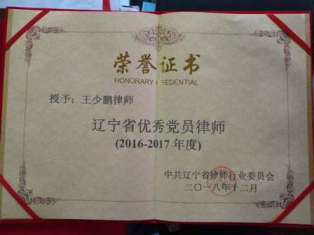 荣誉证书
HONORARY CREDENTIAL
授予：王少鹏律师
辽宁省优秀党员律师
(2016-2017年度)
中共辽宁省律师行业委员会
二〇一八年十二月